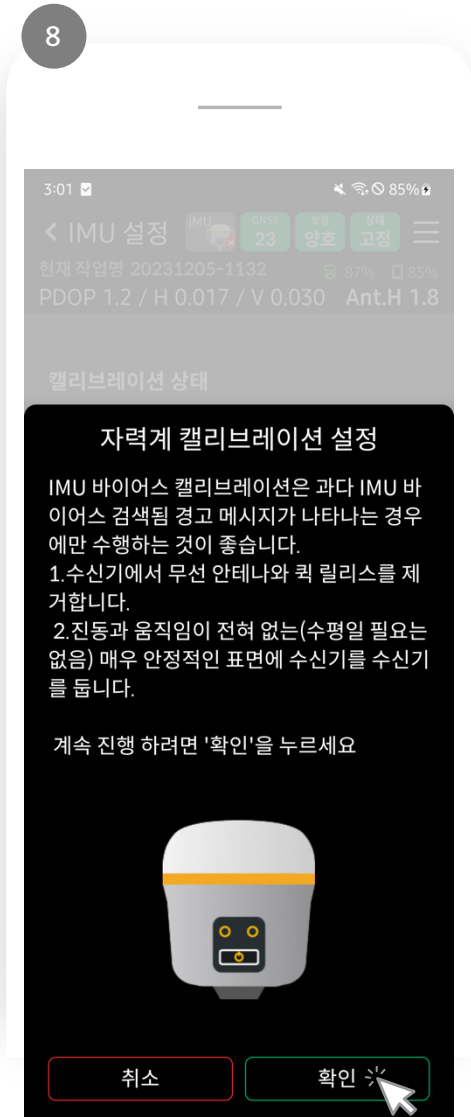 8
3:01 85%
IMU 설정 IMU GNSS 23 보정 양호 상태 고정
현재 작업명 20231205-1132 87% 85%
PDOP 1.2 / H 0.017 / V 0.030 Ant.H 1.8
캘리브레이션 상태
자력계 캘리브레이션 설정
IMU 바이어스 캘리브레이션은 과다 IMU 바
이어스 검색됨 경고 메시지가 나타나는 경우
에만 수행하는 것이 좋습니다.
1.수신기에서 무선 안테나와 퀵 릴리스를 제
거합니다.
2.진동과 움직임이 전혀 없는(수평일 필요는
없음) 매우 안정적인 표면에 수신기를 수신기
를 둡니다.
계속 진행 하려면 '확인'을 누르세요
취소 확인